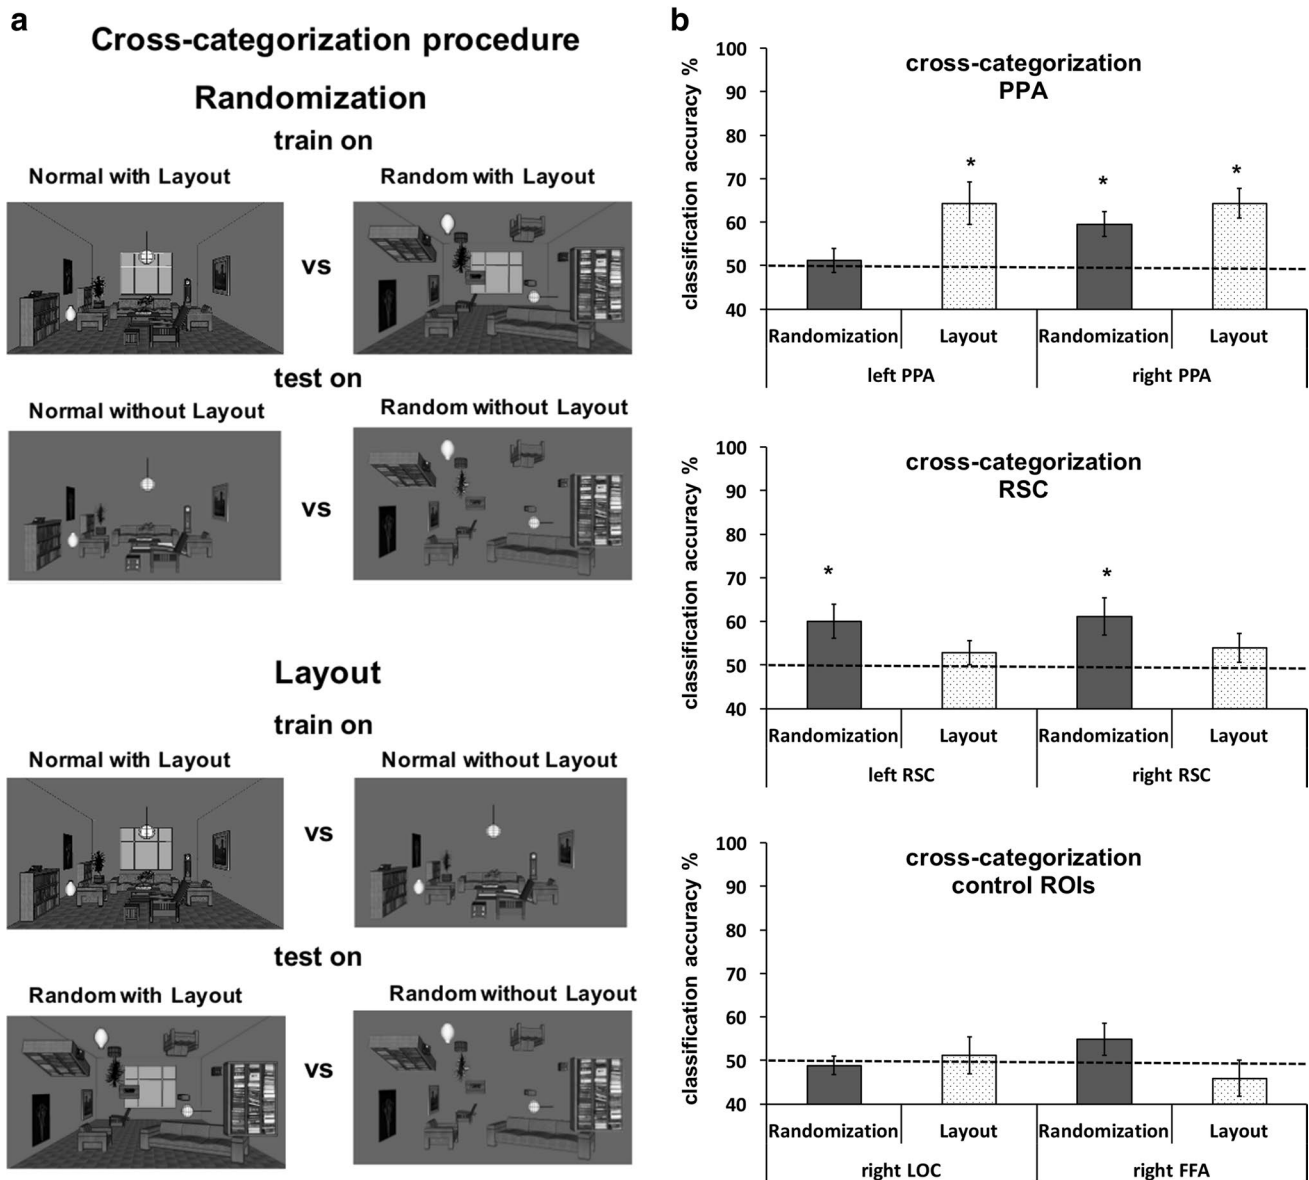 a
Cross-categorization procedure
Randomization
train on
Normal with Layout
Random with Layout
vs
test on
Normal without Layout
Random without Layout
vs
Layout
train on
Normal with Layout
Normal without Layout
vs
test on
Random with Layout
Random without Layout
vs
b
cross-categorization
PPA
classification accuracy %
100
90
80
70
60
50
40
*
*
*
Randomization
Layout
Randomization
Layout
left PPA
right PPA
cross-categorization
RSC
classification accuracy %
100
90
80
70
60
50
40
*
*
Randomization
Layout
Randomization
Layout
left RSC
right RSC
cross-categorization
control ROIs
classification accuracy %
100
90
80
70
60
50
40
Randomization
Layout
Randomization
Layout
right LOC
right FFA